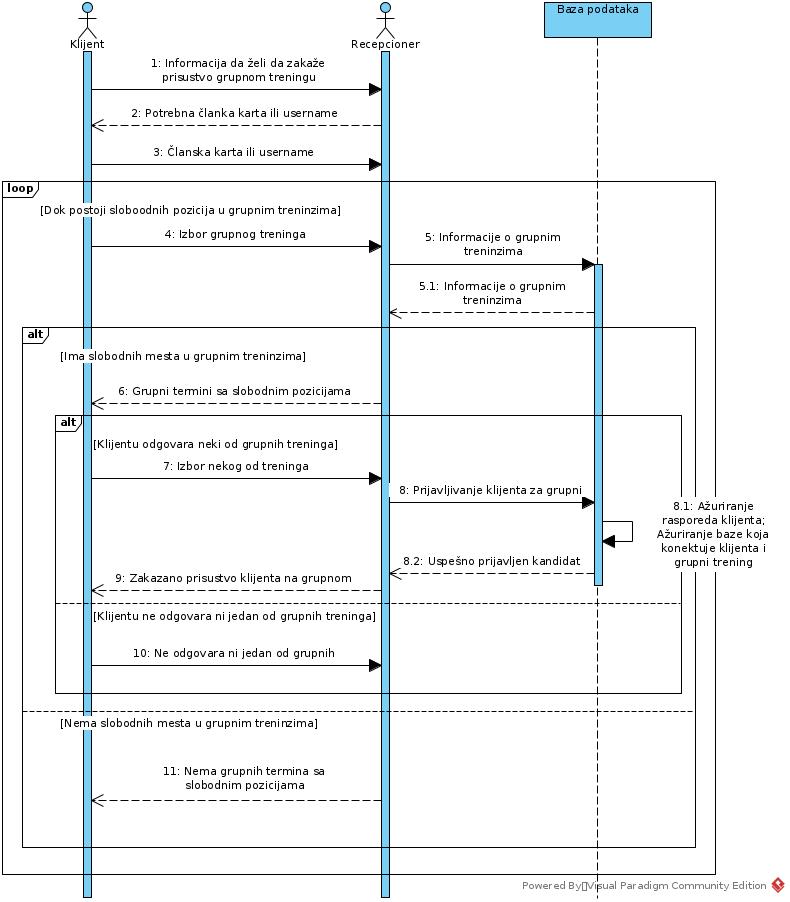 Klijent
Recepcioner
Baza podataka
1: Informacija da želi da zakaže
prisustvo grupnom treningu
2: Potrebna članka karta ili username
3: Članska karta ili username
loop
[Dok postoji sloboodnih pozicija u grupnim treninzima]
4: Izbor grupnog treninga
5: Informacije o grupnim
treninzima
5.1: Informacije o grupnim
treninzima
alt
[Ima slobodnih mesta u grupnim treninzima]
6: Grupni termini sa slobodnim pozicijama
alt
[Klijentu odgovara neki od grupnih treninga]
7: Izbor nekog od treninga
8: Prijavljivanje klijenta za grupni
8.1: Ažuriranje
rasporeda klijenta;
Ažuriranje baze koja
konektuje klijenta i
grupni trening
8.2: Uspešno prijavljen kandidat
9: Zakazano prisustvo klijenta na grupnom
[Klijentu ne odgovara ni jedan od grupnih treninga]
10: Ne odgovara ni jedan od grupnih
[Nema slobodnih mesta u grupnim treninzima]
11: Nema grupnih termina sa
slobodnim pozicijama
Powered By Visual Paradigm Community Edition